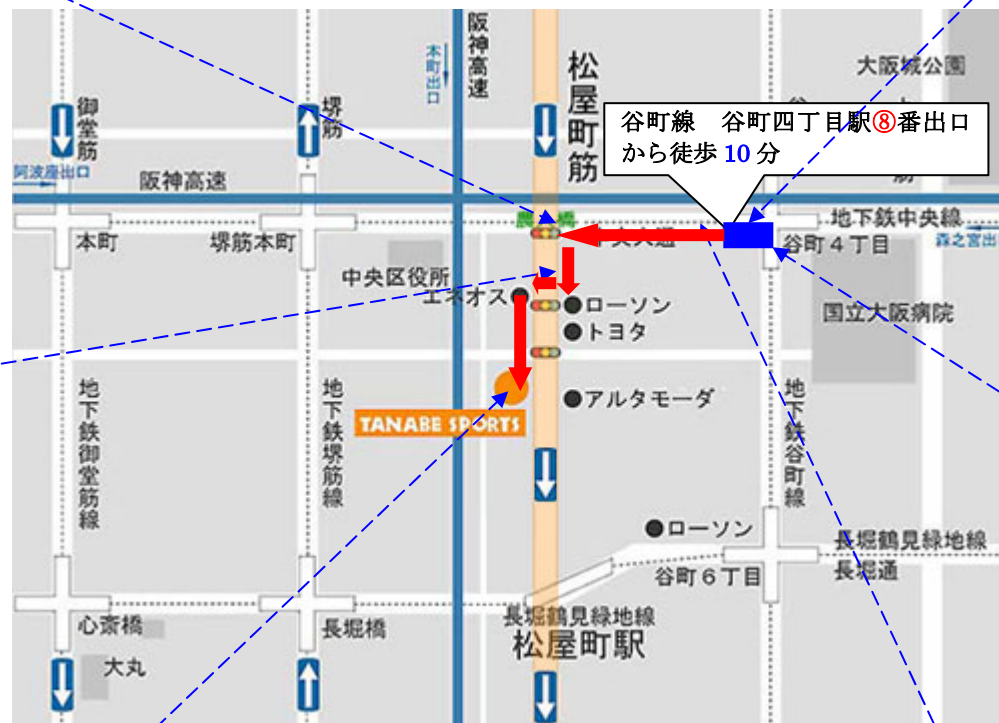 阪神高速
本町出口
松屋町筋
大阪城公園
御堂筋
堺筋
谷町線 谷町四丁目駅⑧番出口
から徒歩 10 分
筋
阿波座出口
阪神高速
農
橋
地下鉄中央線
本町
堺筋本町
谷町4丁目
森之宮出
中央区役所
エネオス
ローソン
国立大阪病院
トヨタ
地下鉄御堂筋線
地下鉄堺筋線
地下鉄谷町線
アルタモーダ
TANABE SPORTS
ローソン
長堀鶴見緑地線
谷町6丁目
長堀通
心斎橋
長堀橋
長堀鶴見緑地線
松屋町駅
大丸